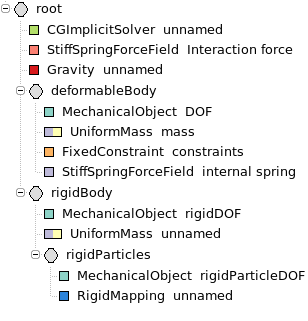 root
CGImplicitSolver unnamed
StiffSpringForceField Interaction force
Gravity unnamed
deformableBody
MechanicalObject DOF
UniformMass mass
FixedConstraint constraints
StiffSpringForceField internal spring
rigidBody
MechanicalObject rigidDOF
UniformMass unnamed
rigidParticles
MechanicalObject rigidParticleDOF
RigidMapping unnamed